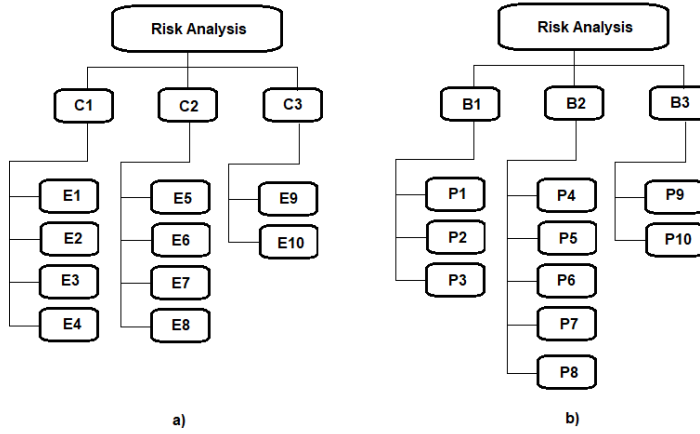 Risk Analysis
C1
C2
C3
E1
E2
E3
E4
E5
E6
E7
E8
E9
E10
a)
Risk Analysis
B1
B2
B3
P1
P2
P3
P4
P5
P6
P7
P8
P9
P10
b)